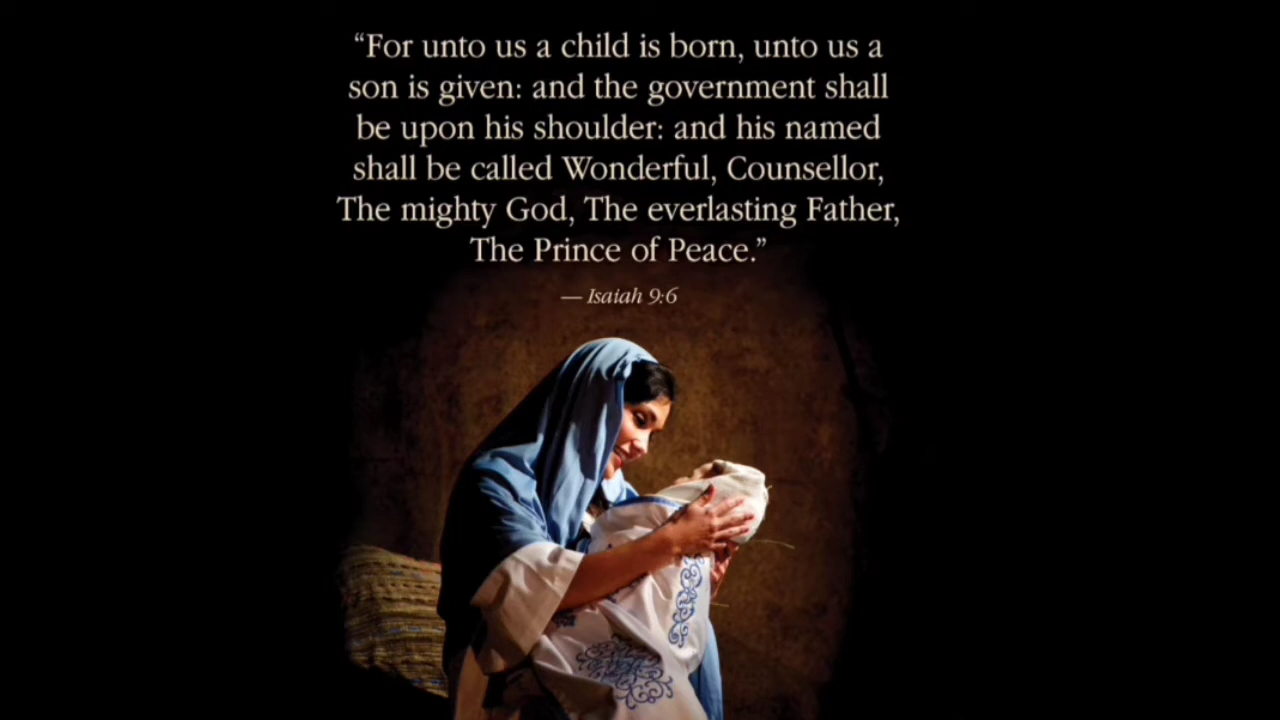 “For unto us a child is born, unto us a
son is given: and the government shall
be upon his shoulder: and his named
shall be called Wonderful, Counsellor,
The mighty God, The everlasting Father,
The Prince of Peace.”
— Isaiah 9:6